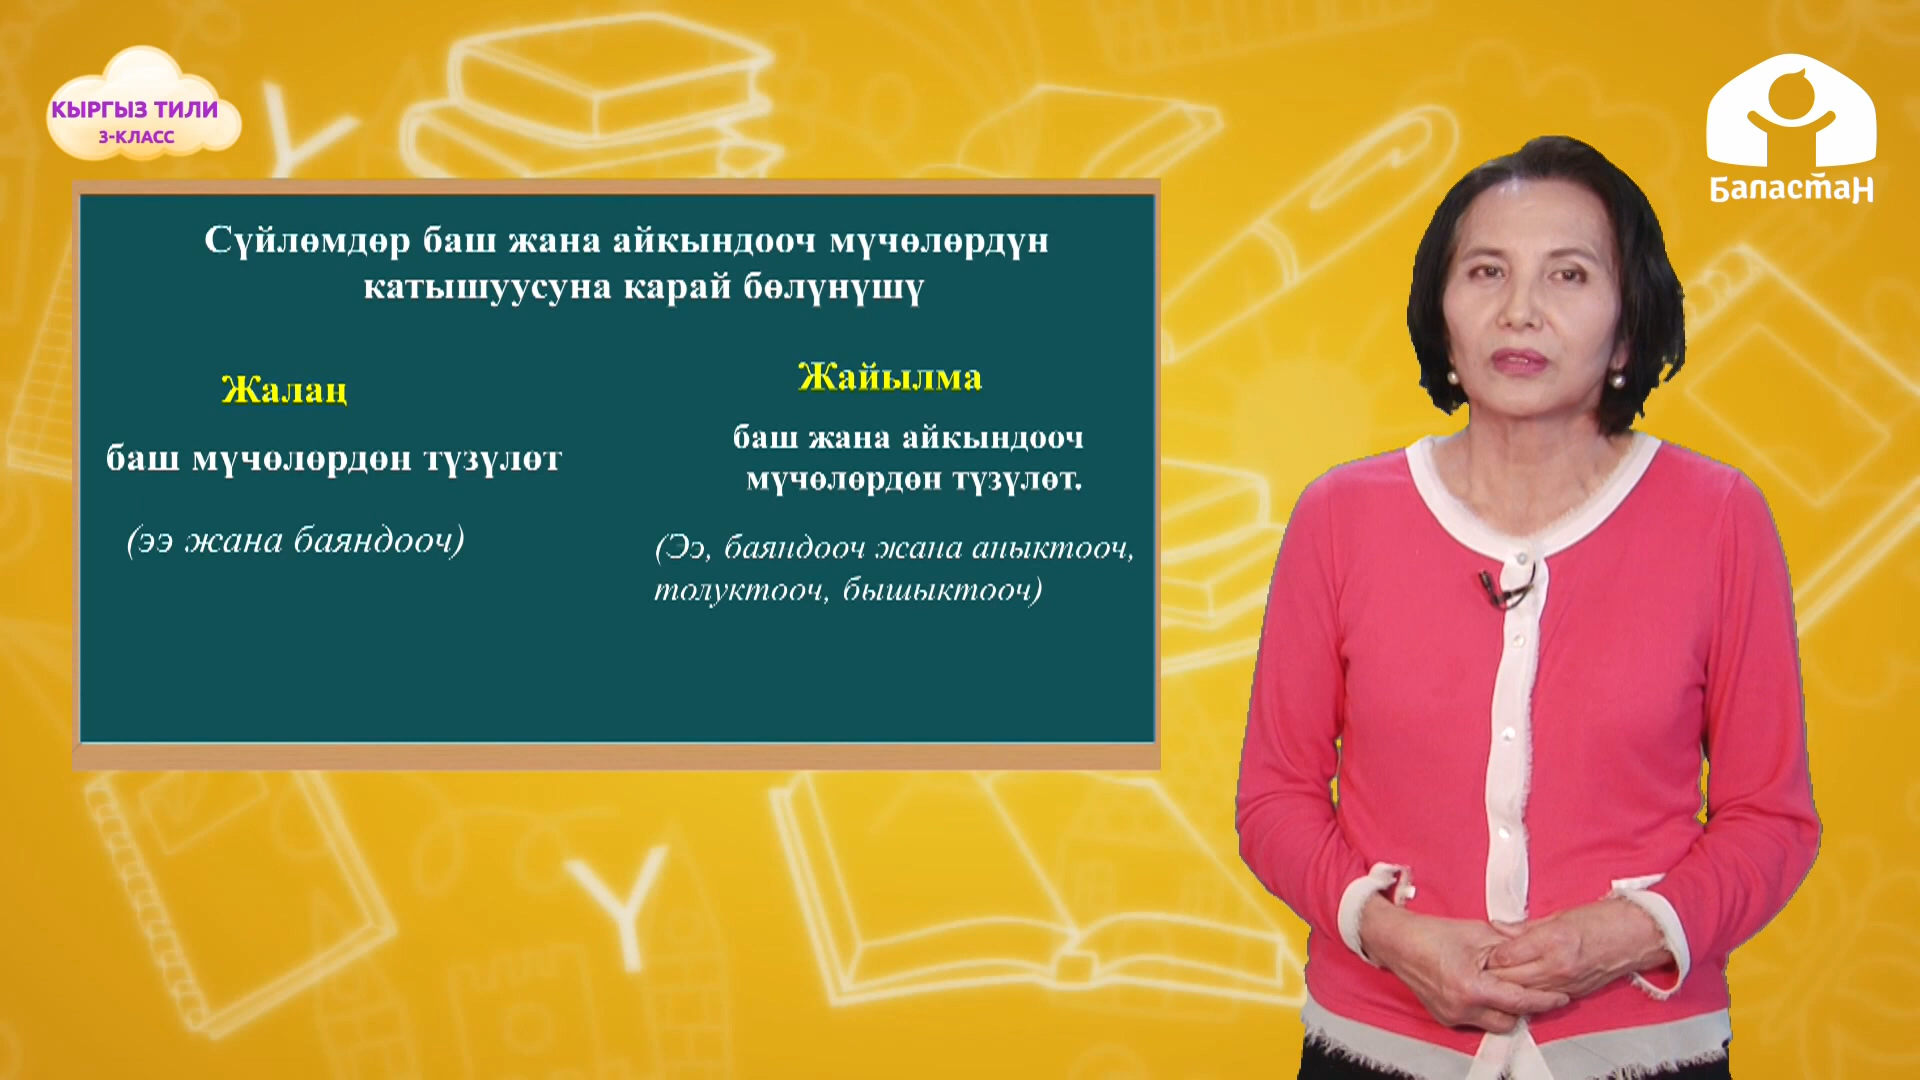 КЫРГЫЗ ТИЛИ
3-КЛАСС
Баластан
Сүйлөмдөр баш жана айкындооч мүчөлөрдүн
катышуусуна карай бөлүнүшү
Жалаң
баш мүчөлөрдөн түзүлөт
(ээ жана баяндооч)
Жайылма
баш жана айкындооч
мүчөлөрдөн түзүлөт.
(Ээ, баяндооч жана аныктооч,
толуктооч, бышыктооч)